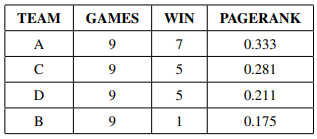 TEAM GAMES WIN PAGERANK
A 9 7 0.333
C 9 5 0.281
D 9 5 0.211
B 9 1 0.175